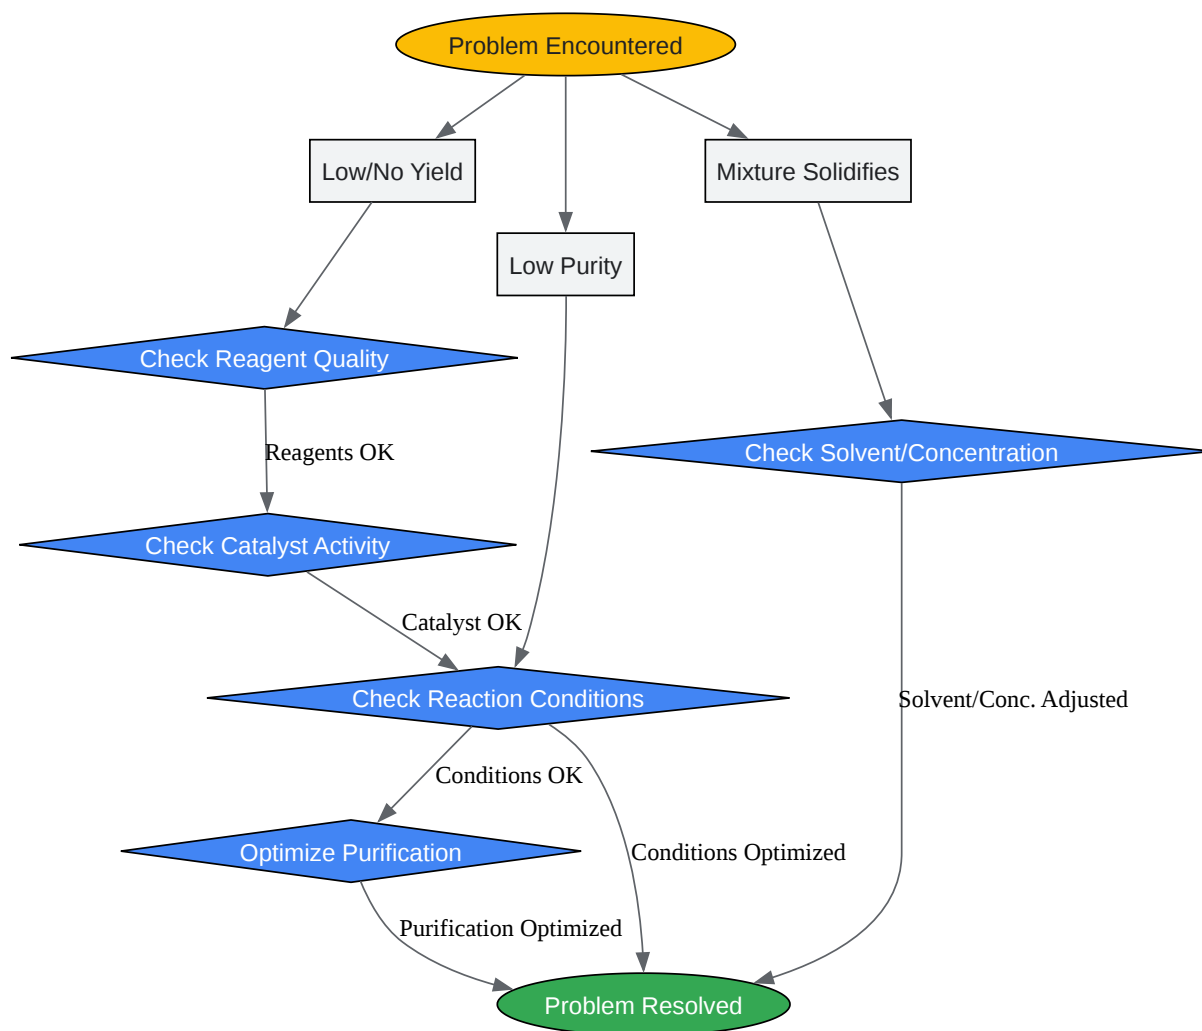 Problem Encountered
Low/No Yield
Mixture Solidifies
Low Purity
Check Reagent Quality
Reagents OK
Check Solvent/Concentration
Check Catalyst Activity
Catalyst OK
Check Reaction Conditions
Solvent/Conc. Adjusted
Conditions OK
Optimize Purification
Conditions Optimized
Purification Optimized
Problem Resolved